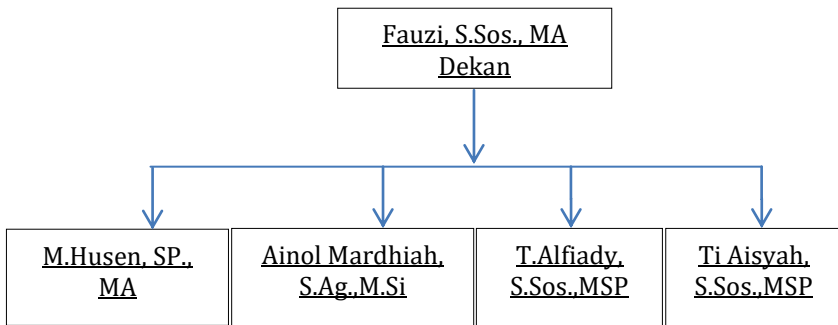 Fauzi, S.Sos., MA
Dekan
M.Husen, SP.,
MA
Ainol Mardhiah,
S.Ag.,M.Si
T.Alfiady,
S.Sos.,MSP
Ti Aisyah,
S.Sos.,MSP